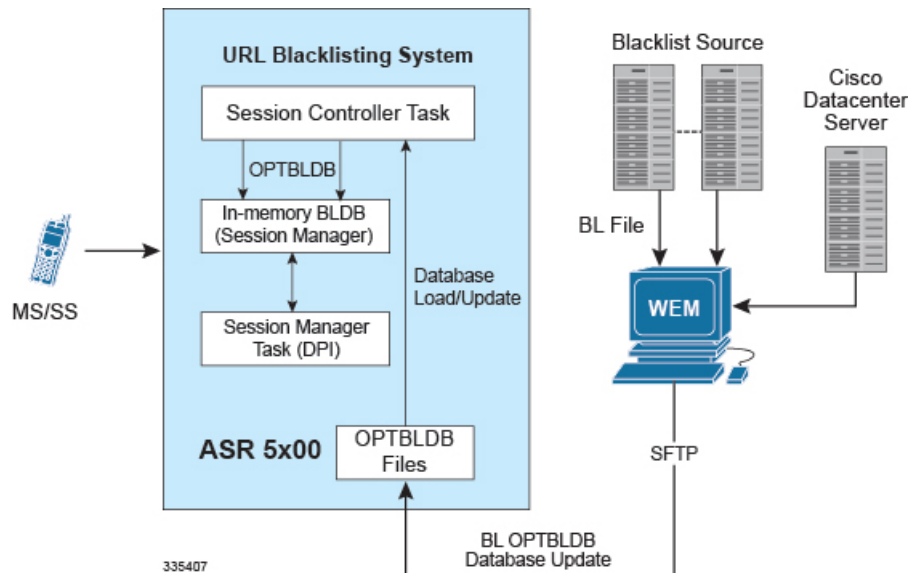 URL Blacklisting System
Session Controller Task
OPTBLDB
In-memory BLDB
(Session Manager)
Database
Load/Update
Session Manager
Task (DPI)
ASR 5x00
OPTBLDB
Files
MS/SS
Blacklist Source
Cisco
Datacenter
Server
BL File
WEM
SFTP
BL OPTBLDB
Database Update
335407